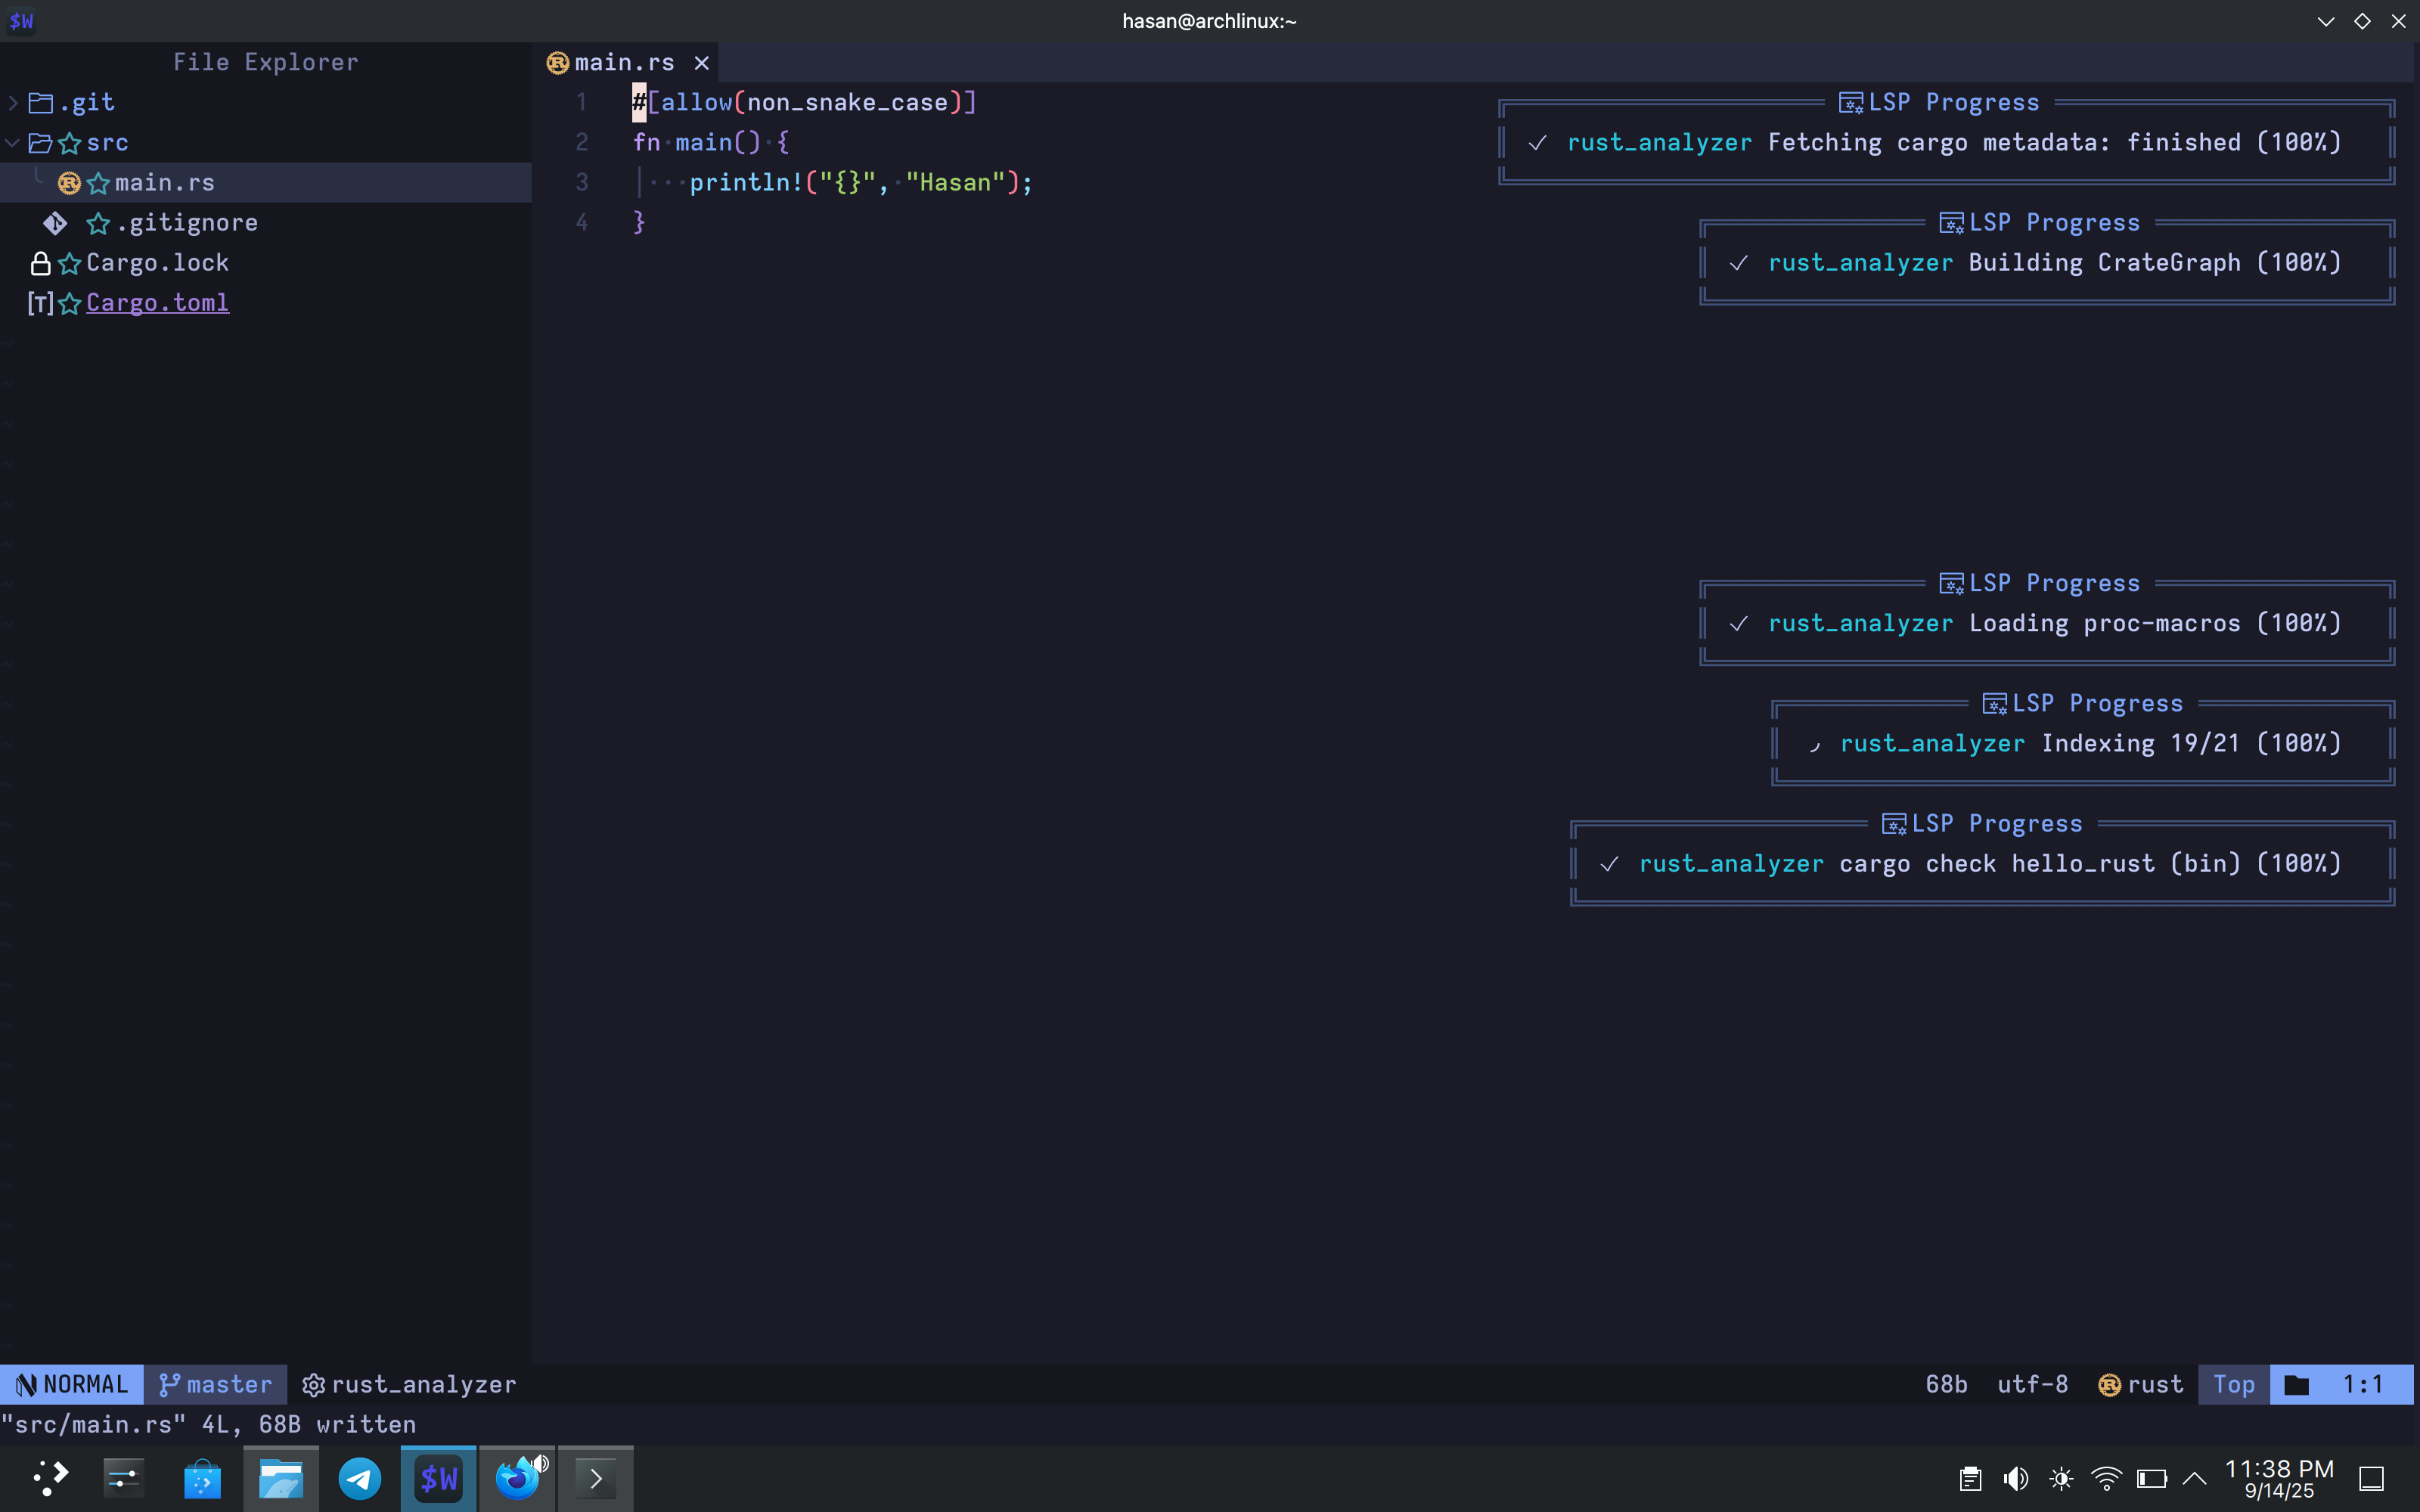 $W
hasan@archlinux:~
File Explorer
main.rs
.git
src
main.rs
.gitignore
Cargo.lock
[T] Cargo.toml
1 #[allow(non_snake_case)]
2 fn main() {
3 println!("{}", "Hasan");
4 }
LSP Progress
✓ rust_analyzer Fetching cargo metadata: finished (100%)
LSP Progress
✓ rust_analyzer Building CrateGraph (100%)
LSP Progress
✓ rust_analyzer Loading proc-macros (100%)
LSP Progress
rust_analyzer Indexing 19/21 (100%)
LSP Progress
✓ rust_analyzer cargo check hello_rust (bin) (100%)
NORMAL master rust_analyzer 68b utf-8 rust Top 1:1
"src/main.rs" 4L, 68B written
$W
11:38 PM
9/14/25